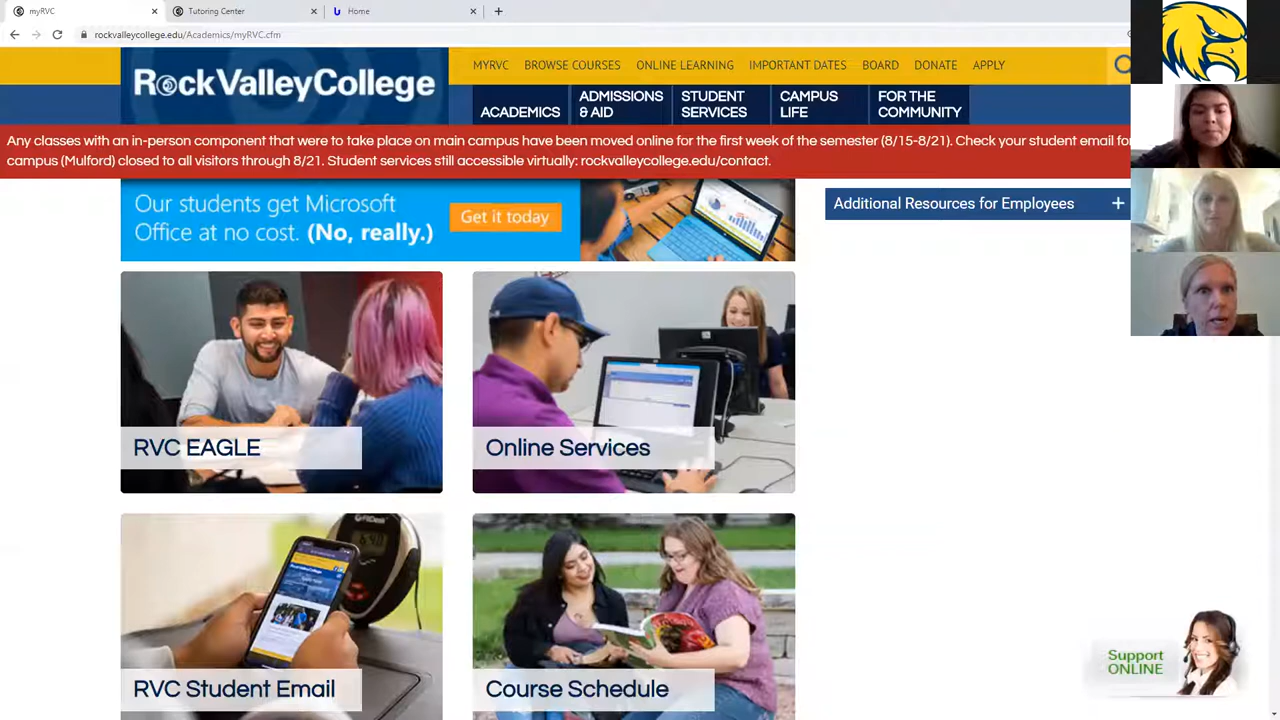 myRVC
Tutoring Center
Home
rockvalleycollege.edu/Academics/myRVC.cfm
RockValleyCollege
MYRVC BROWSE COURSES ONLINE LEARNING IMPORTANT DATES BOARD DONATE APPLY
ACADEMICS
ADMISSIONS
& AID
STUDENT
SERVICES
CAMPUS
LIFE
FOR THE
COMMUNITY
Any classes with an in-person component that were to take place on main campus have been moved online for the first week of the semester (8/15-8/21). Check your student email for
campus (Mulford) closed to all visitors through 8/21. Student services still accessible virtually: rockvalleycollege.edu/contact.
Our students get Microsoft
Office at no cost. (No, really.)
Get it today
Additional Resources for Employees +
RVC EAGLE
Online Services
RVC Student Email
Course Schedule
Support
ONLINE